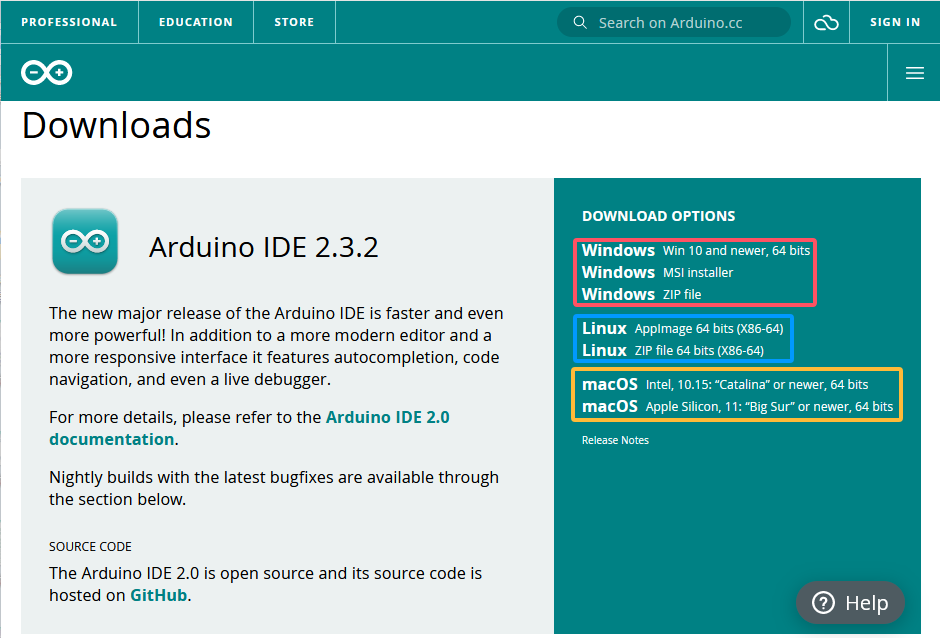 PROFESSIONAL
EDUCATION
STORE
Search on Arduino.cc
SIGN IN
Downloads
Arduino IDE 2.3.2
The new major release of the Arduino IDE is faster and even
more powerful! In addition to a more modern editor and a
more responsive interface it features autocompletion, code
navigation, and even a live debugger.
For more details, please refer to the Arduino IDE 2.0
documentation.
Nightly builds with the latest bugfixes are available through
the section below.
SOURCE CODE
The Arduino IDE 2.0 is open source and its source code is
hosted on GitHub.
DOWNLOAD OPTIONS
Windows Win 10 and newer, 64 bits
Windows MSI installer
Windows ZIP file
Linux AppImage 64 bits (X86-64)
Linux ZIP file 64 bits (X86-64)
macOS Intel, 10.15: “Catalina” or newer, 64 bits
macOS Apple Silicon, 11: “Big Sur” or newer, 64 bits
Release Notes
Help